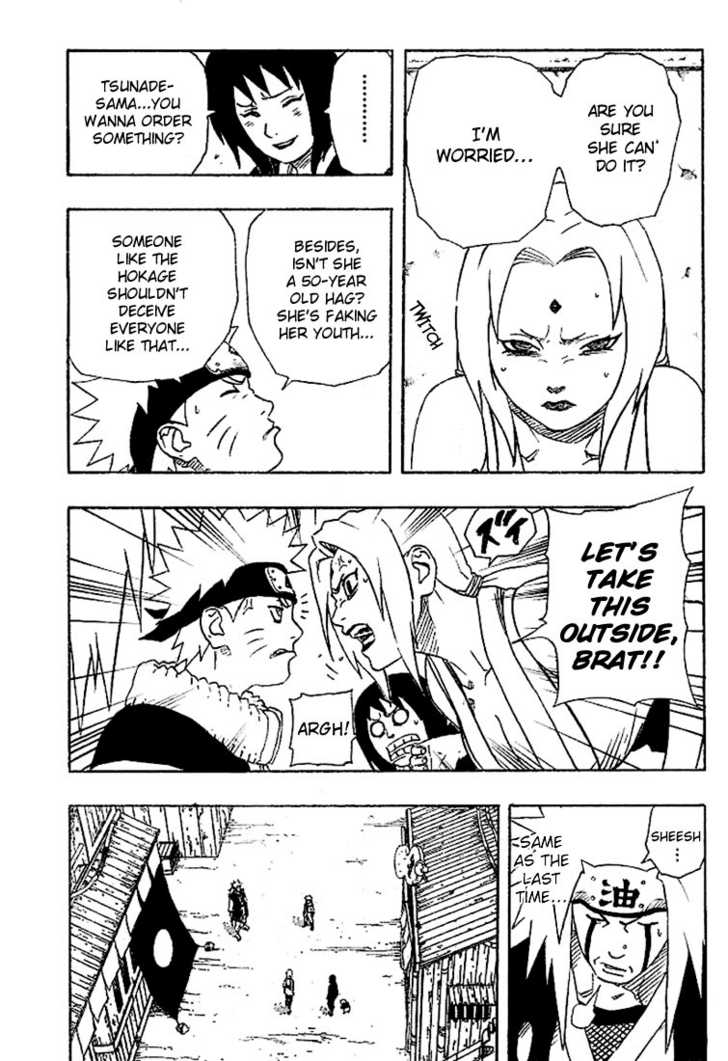 ARE YOU
SURE
SHE CAN'
DO IT?
I'M
WORRIED...
TWITCH
.........
TSUNADE-
SAMA...YOU
WANNA ORDER
SOMETHING?
BESIDES,
ISN'T SHE
A 50-YEAR
OLD HAG?
SHE'S FAKING
HER YOUTH...
SOMEONE
LIKE THE
HOKAGE
SHOULDN'T
DECEIVE
EVERYONE
LIKE THAT...
LET'S
TAKE
THIS
OUTSIDE,
BRAT!!
ズイ
ARGH!
SHEESH
...
SAME
AS THE
LAST
TIME....
油